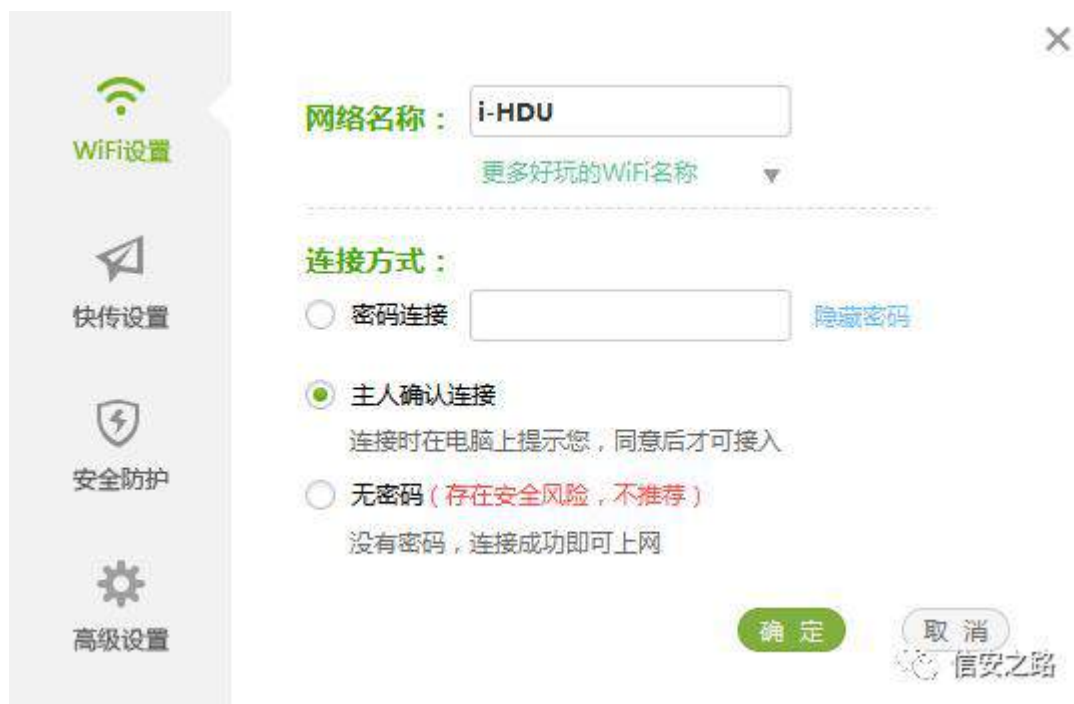 WiFi设置
快传设置
安全防护
高级设置
网络名称：
i-HDU
更多好玩的WiFi名称
连接方式：
密码连接
隐藏密码
主人确认连接
连接时在电脑上提示您，同意后才可接入
无密码（存在安全风险，不推荐）
没有密码，连接成功即可上网
确 定
取 消
信安之路